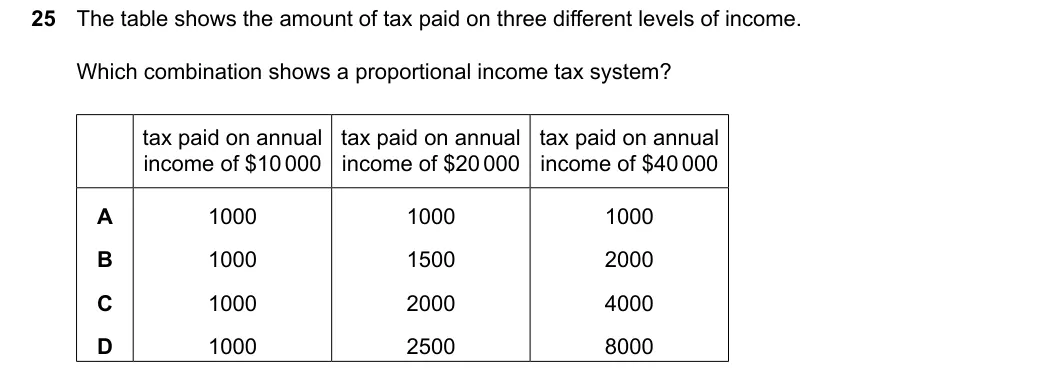 25 The table shows the amount of tax paid on three different levels of income.
Which combination shows a proportional income tax system?
tax paid on annual income of $10 000 tax paid on annual income of $20 000 tax paid on annual income of $40 000
A 1000 1000 1000
B 1000 1500 2000
C 1000 2000 4000
D 1000 2500 8000